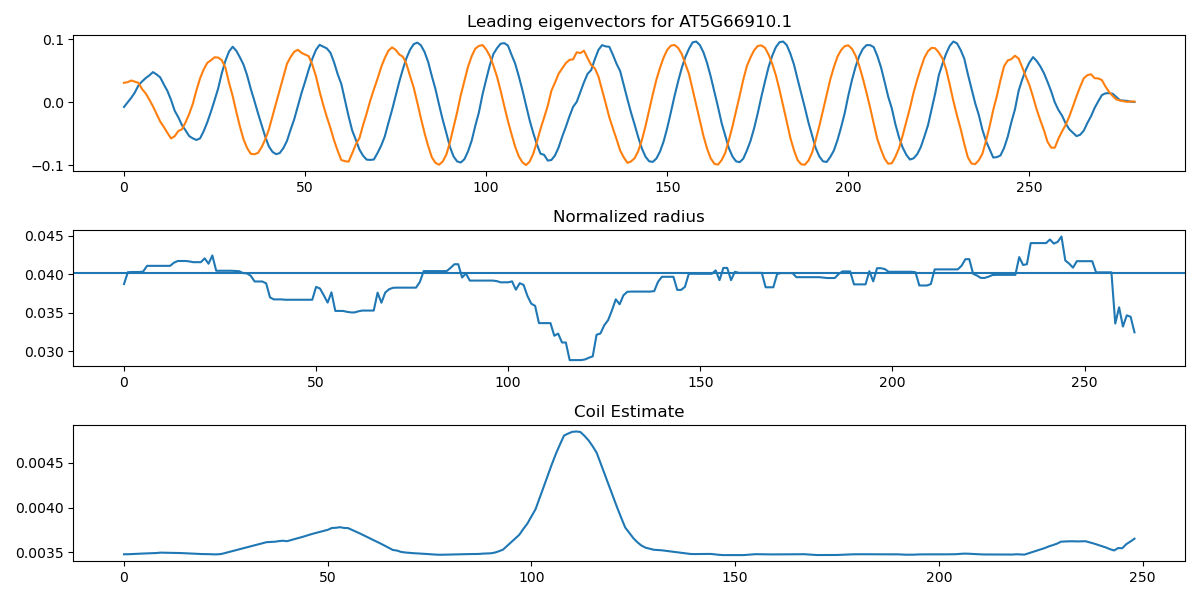 Leading eigenvectors for AT5G66910.1
0.1
0.0
−0.1
0 50 100 150 200 250
Normalized radius
0.045
0.040
0.035
0.030
0 50 100 150 200 250
Coil Estimate
0.0045
0.0040
0.0035
0 50 100 150 200 250